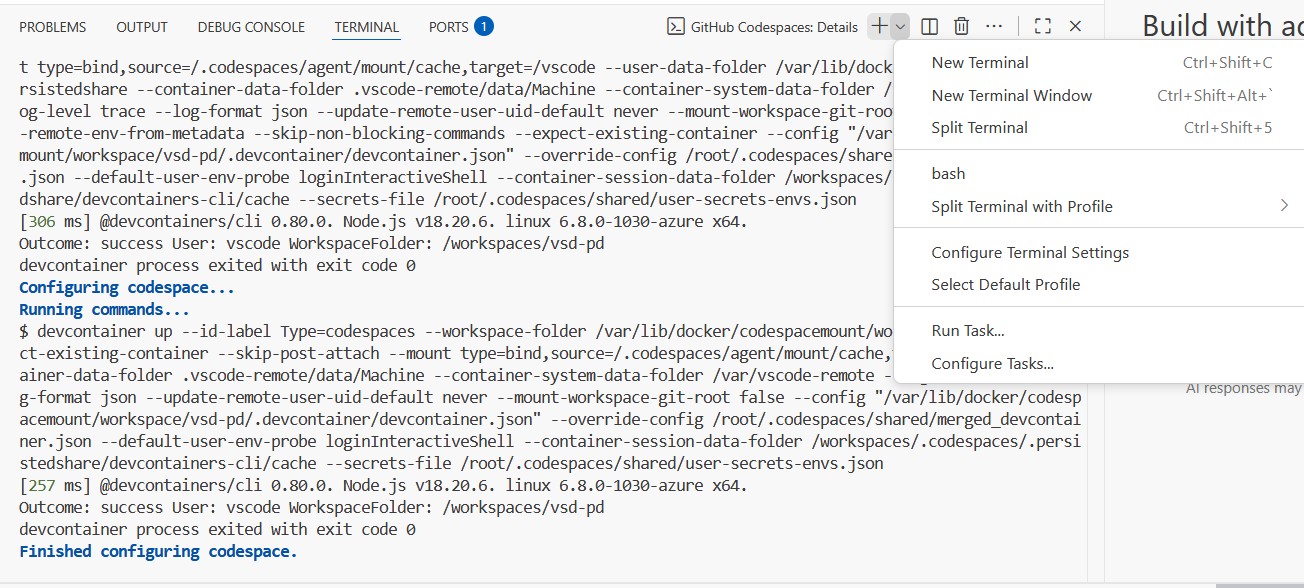 PROBLEMS OUTPUT DEBUG CONSOLE TERMINAL PORTS 1 GitHub Codespaces: Details
Build with
t type=bind,source=/.codespaces/agent/mount/cache,target=/vscode --user-data-folder /var/lib/dock
rsistedshare --container-data-folder .vscode-remote/data/Machine --container-system-data-folder /
og-level trace --log-format json --update-remote-user-uid-default never --mount-workspace-git-roo
-remote-env-from-metadata --skip-non-blocking-commands --expect-existing-container --config "/var
mount/workspace/vsd-pd/.devcontainer/devcontainer.json" --override-config /root/.codespaces/share
.json --default-user-env-probe loginInteractiveShell --container-session-data-folder /workspaces/
dshare/devcontainers-cli/cache --secrets-file /root/.codespaces/shared/user-secrets-envs.json
[306 ms] @devcontainers/cli 0.80.0. Node.js v18.20.6. linux 6.8.0-1030-azure x64.
Outcome: success User: vscode WorkspaceFolder: /workspaces/vsd-pd
devcontainer process exited with exit code 0
Configuring codespace...
Running commands...
$ devcontainer up --id-label Type=codespaces --workspace-folder /var/lib/docker/codespacemount/wo
ct-existing-container --skip-post-attach --mount type=bind,source=/.codespaces/agent/mount/cache,
ainer-data-folder .vscode-remote/data/Machine --container-system-data-folder /var/vscode-remote -
g-format json --update-remote-user-uid-default never --mount-workspace-git-root false --config "/var/lib/docker/codesp
acemount/workspace/vsd-pd/.devcontainer/devcontainer.json" --override-config /root/.codespaces/shared/merged_devcontai
ner.json --default-user-env-probe loginInteractiveShell --container-session-data-folder /workspaces/.codespaces/.persi
stedshare/devcontainers-cli/cache --secrets-file /root/.codespaces/shared/user-secrets-envs.json
[257 ms] @devcontainers/cli 0.80.0. Node.js v18.20.6. linux 6.8.0-1030-azure x64.
Outcome: success User: vscode WorkspaceFolder: /workspaces/vsd-pd
devcontainer process exited with exit code 0
Finished configuring codespace.
New Terminal Ctrl+Shift+C
New Terminal Window Ctrl+Shift+Alt+`
Split Terminal Ctrl+Shift+5
bash
Split Terminal with Profile
Configure Terminal Settings
Select Default Profile
Run Task...
Configure Tasks...
AI responses may